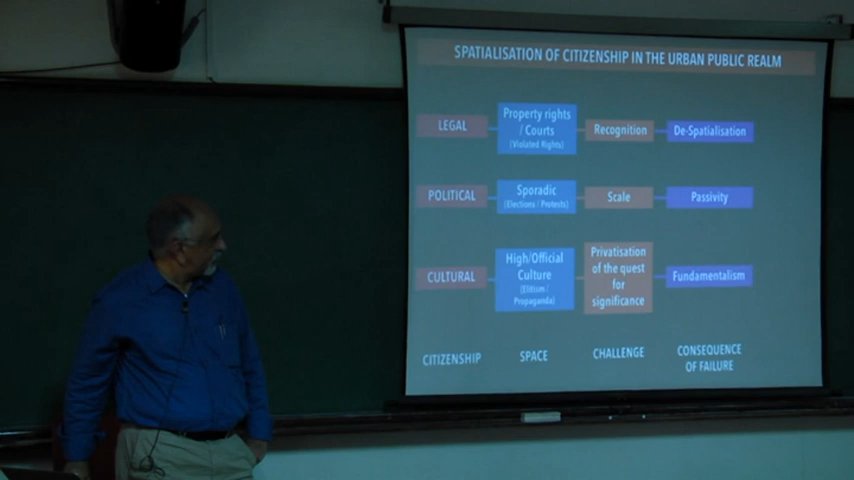 SPATIALISATION OF CITIZENSHIP IN THE URBAN PUBLIC REALM
LEGAL
Property rights
/ Courts
(Violated Rights)
Recognition
De-Spatialisation
POLITICAL
Sporadic
(Elections / Protests)
Scale
Passivity
CULTURAL
High/Official
Culture
(Elitism /
Propaganda)
Privatisation
of the quest
for
significance
Fundamentalism
CITIZENSHIP
SPACE
CHALLENGE
CONSEQUENCE
OF FAILURE